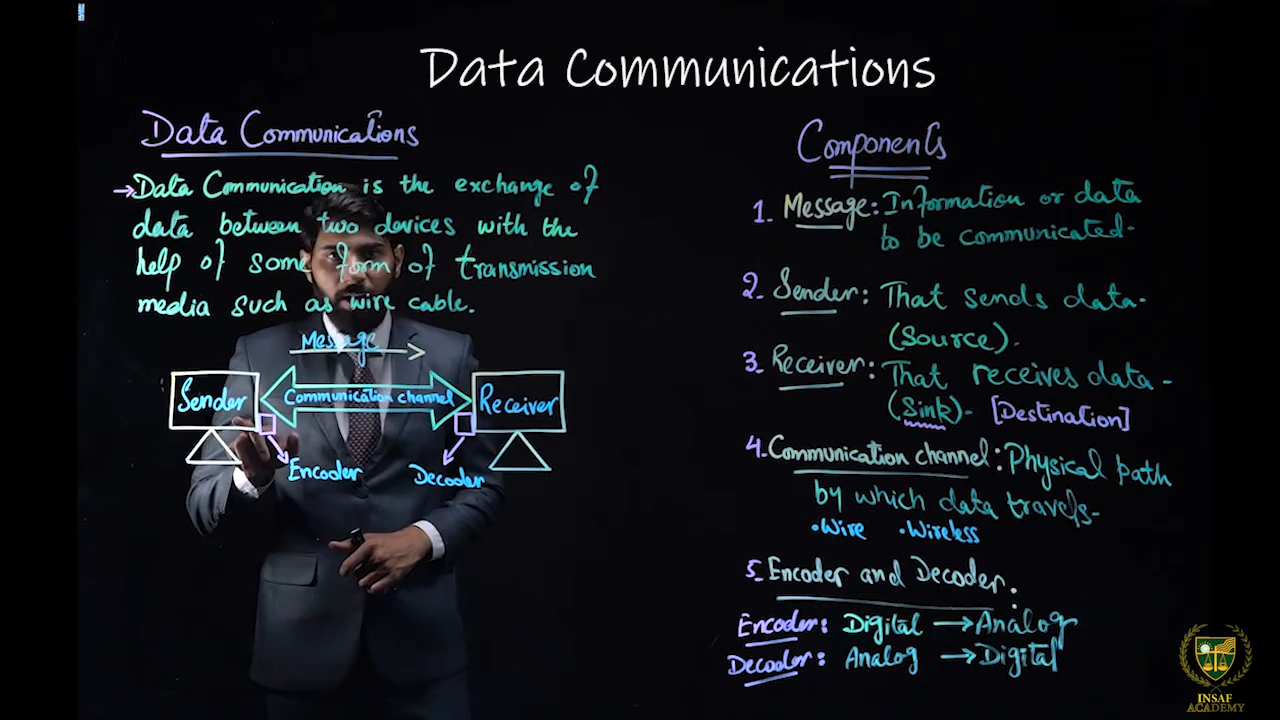 Data Communications
Data Communications
→Data Communication is the exchange of
data between two devices with the
help of some form of transmission
media such as wire cable.
Message
Sender
Communication channel
Receiver
Encoder
Decoder
Components
1. Message: Information or data
to be communicated.
2. Sender: That sends data.
(Source).
3. Receiver: That receives data.
(Sink). [Destination]
4. Communication channel: Physical path
by which data travels.
•Wire •Wireless
5. Encoder and Decoder:
Encoder: Digital → Analog
Decoder: Analog → Digital
INSAF
ACADEMY